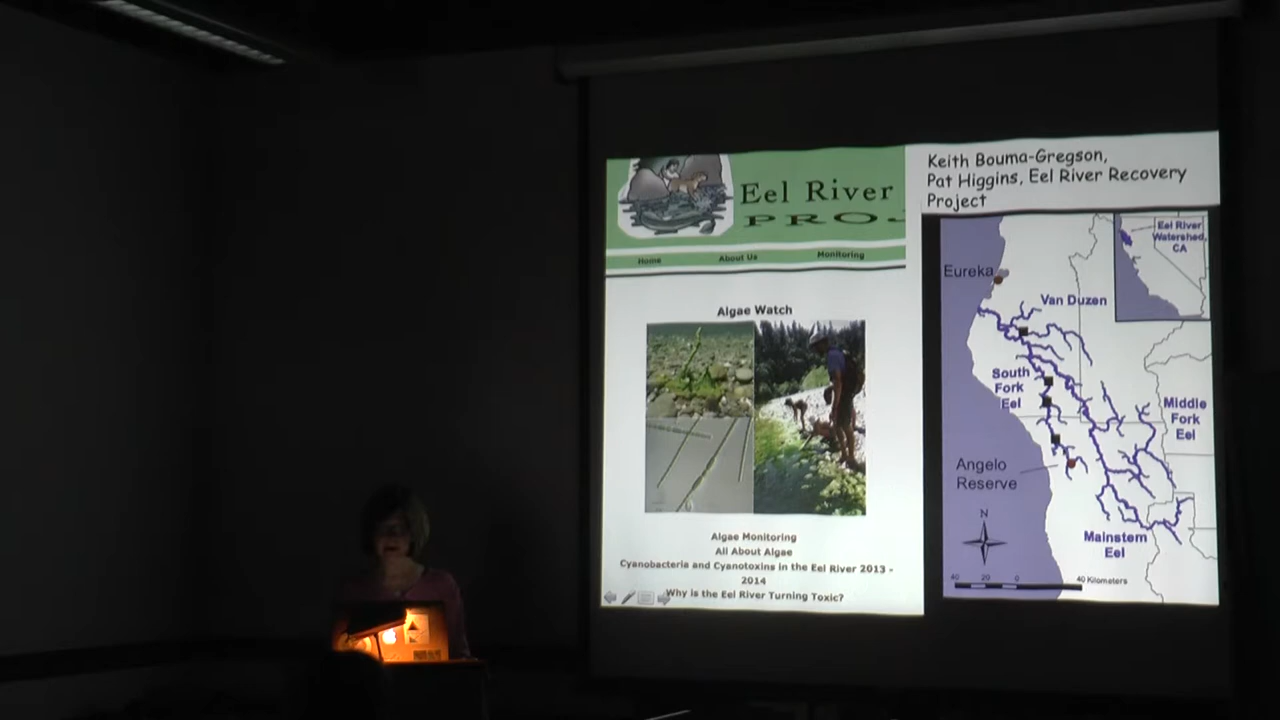 Eel River
PROJ
Home About Us Monitoring
Algae Watch
Algae Monitoring
All About Algae
Cyanobacteria and Cyanotoxins in the Eel River 2013 -
2014
Why is the Eel River Turning Toxic?
Keith Bouma-Gregson,
Pat Higgins, Eel River Recovery
Project
Eel River
Watershed,
CA
Eureka
Van Duzen
South
Fork
Eel
Middle
Fork
Eel
Angelo
Reserve
N
Mainstem
Eel
40 20 0 40 Kilometers